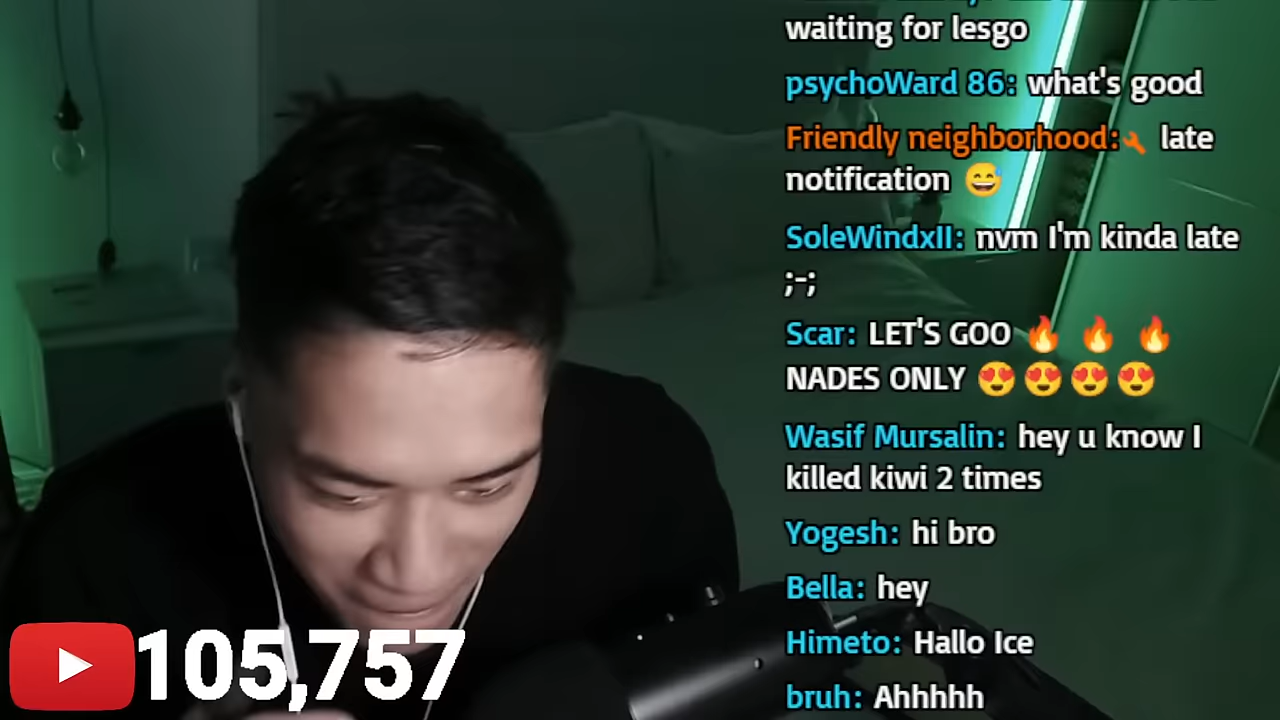 waiting for lesgo
psychoWard 86: what's good
Friendly neighborhood: late
notification 😅
SoleWindxII: nvm I'm kinda late
;-;
Scar: LET'S GOO 🔥 🔥 🔥
NADES ONLY 😍 😍 😍 😍
Wasif Mursalin: hey u know I
killed kiwi 2 times
Yogesh: hi bro
Bella: hey
Himeto: Hallo Ice
bruh: Ahhhhh
105,757